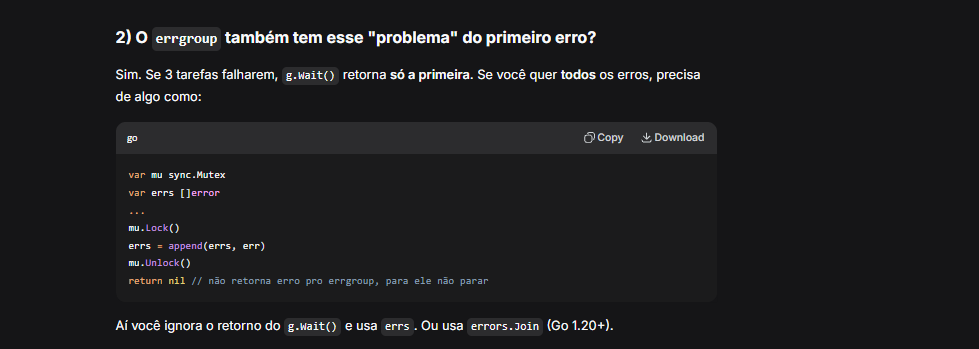 2) O errgroup também tem esse "problema" do primeiro erro?
Sim. Se 3 tarefas falharem, g.Wait() retorna só a primeira. Se você quer todos os erros, precisa
de algo como:
go Copy Download
var mu sync.Mutex
var errs []error
...
mu.Lock()
errs = append(errs, err)
mu.Unlock()
return nil // não retorna erro pro errgroup, para ele não parar
Aí você ignora o retorno do g.Wait() e usa errs. Ou usa errors.Join (Go 1.20+).